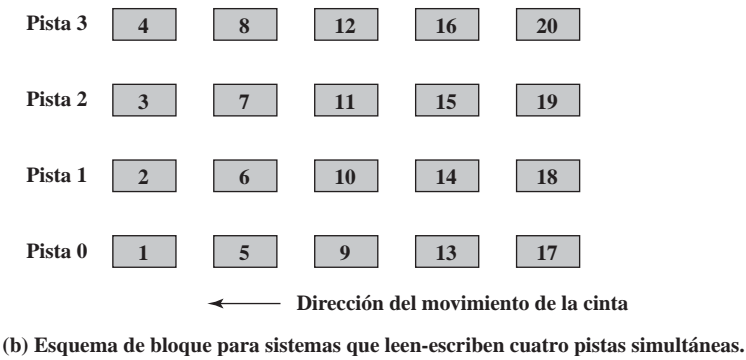 Pista 3 4 8 12 16 20
Pista 2 3 7 11 15 19
Pista 1 2 6 10 14 18
Pista 0 1 5 9 13 17
Dirección del movimiento de la cinta
(b) Esquema de bloque para sistemas que leen-escriben cuatro pistas simultáneas.